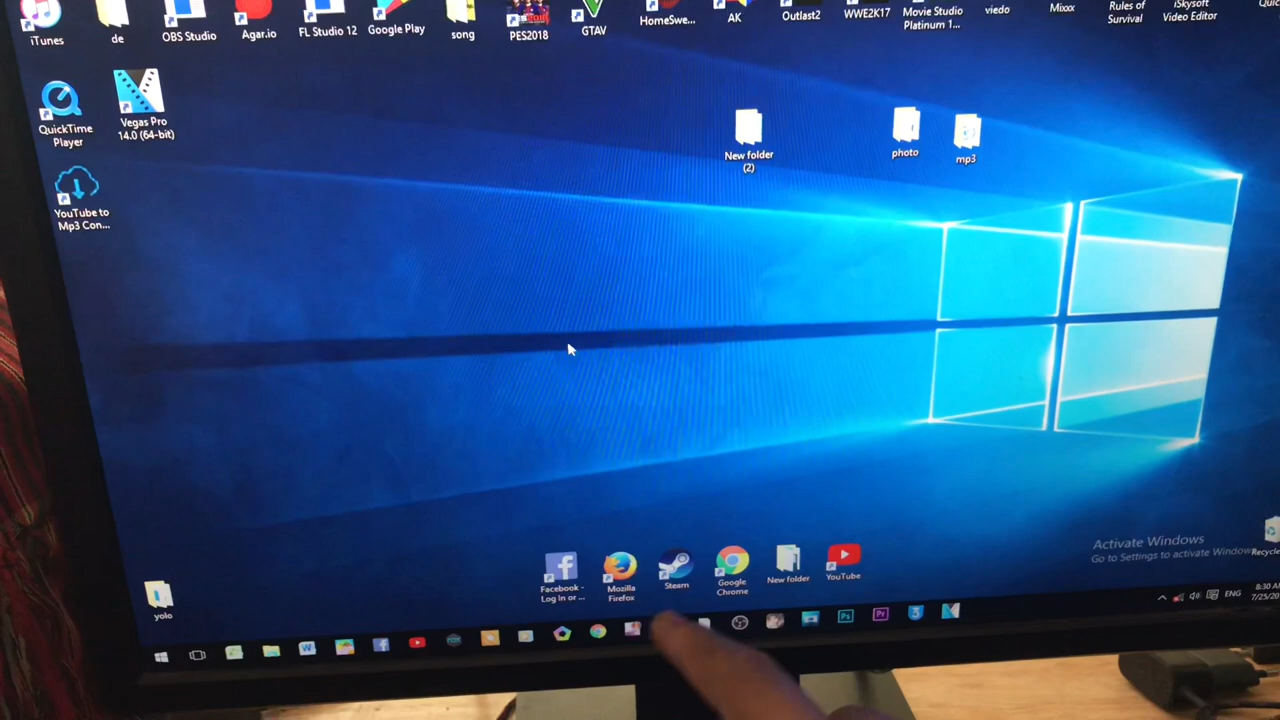 iTunes
de
OBS Studio
Agar.io
FL Studio 12
Google Play
song
PES2018
GTAV
HomeSwe...
AK
Outlast2
WWE2K17
Movie Studio
Platinum 1...
viedo
Mixxx
Rules of
Survival
iSkysoft
Video Editor
QuickTime
Player
Vegas Pro
14.0 (64-bit)
New folder
(2)
photo
mp3
YouTube to
Mp3 Con...
Activate Windows
Go to Settings to activate Windows
Recycle
Facebook -
Log In or ...
Mozilla
Firefox
Steam
Google
Chrome
New folder
YouTube
yolo
Ps
Pr
ENG
8:30 A
7/25/20